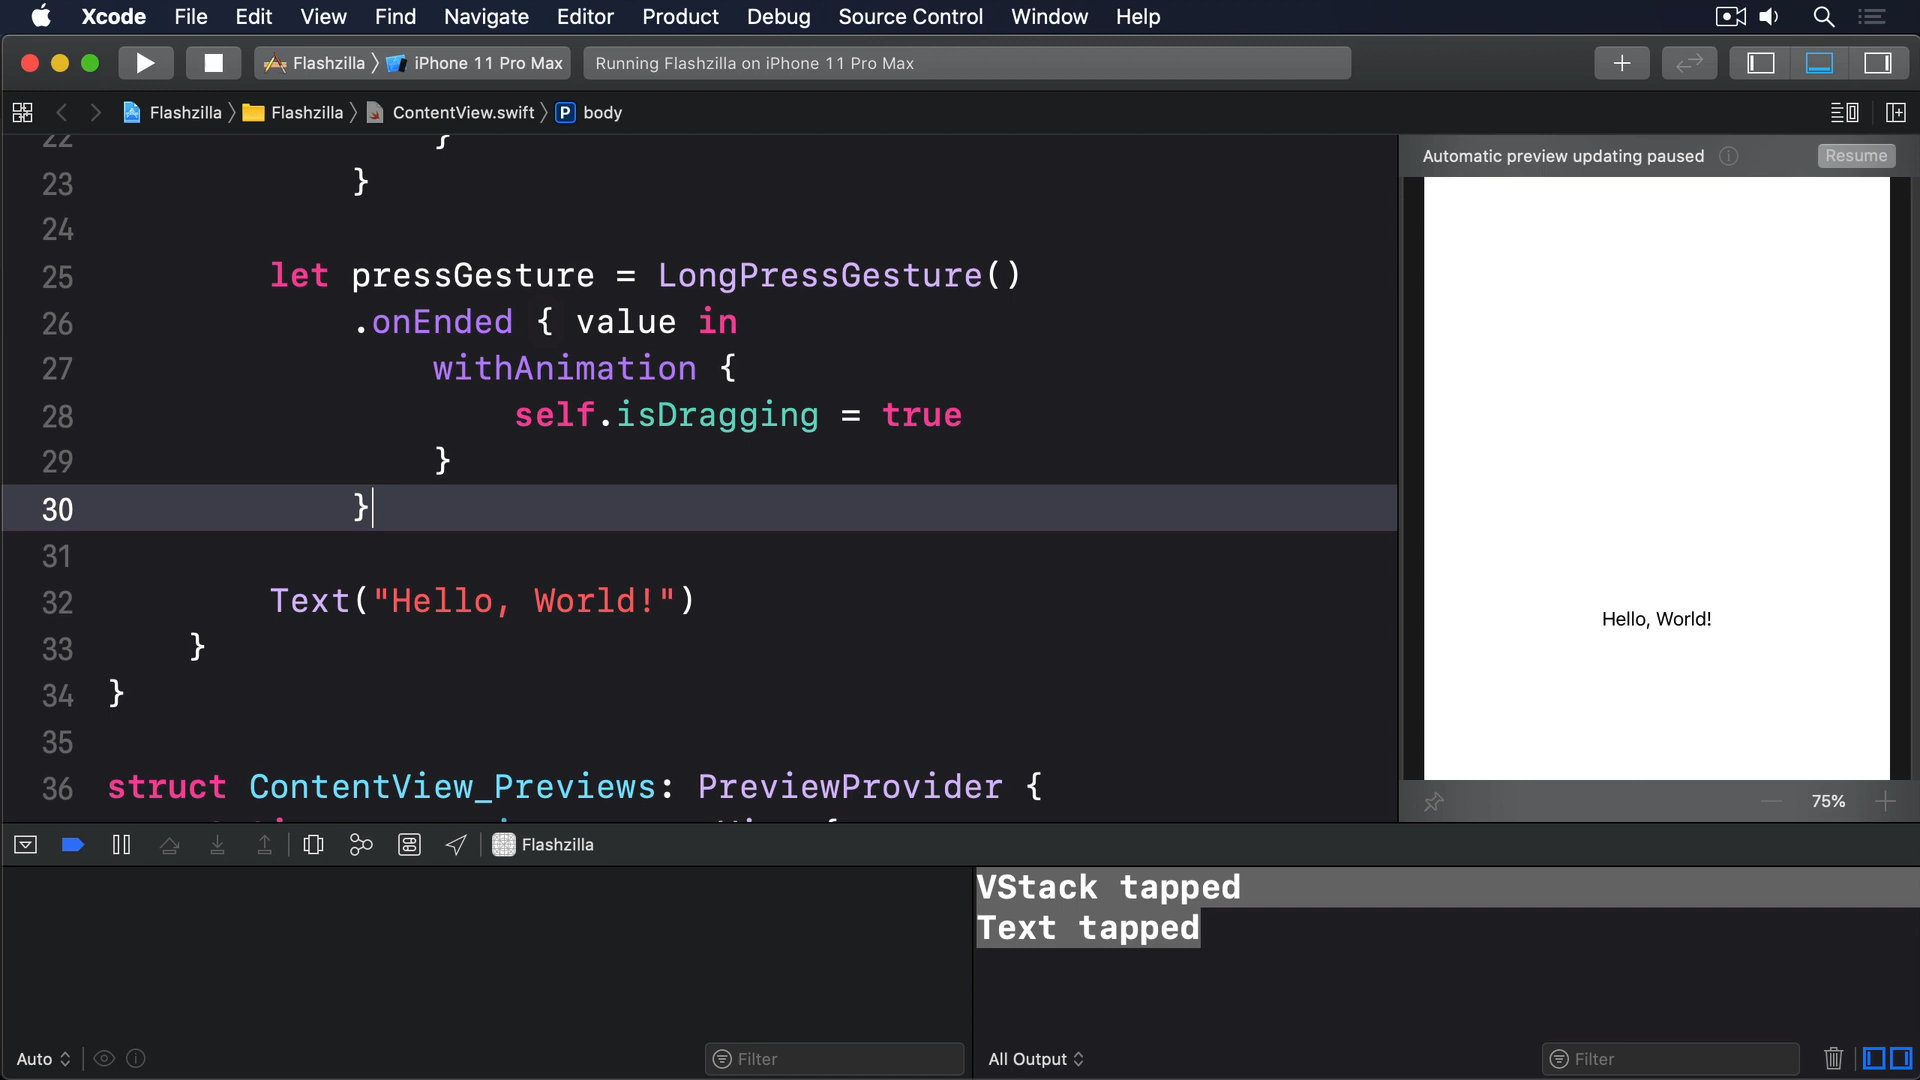 Xcode File Edit View Find Navigate Editor Product Debug Source Control Window Help
Flashzilla iPhone 11 Pro Max Running Flashzilla on iPhone 11 Pro Max
Flashzilla Flashzilla ContentView.swift P body
22 }
23 }
24
25 let pressGesture = LongPressGesture()
26 .onEnded { value in
27 withAnimation {
28 self.isDragging = true
29 }
30 }
31
32 Text("Hello, World!")
33 }
34 }
35
36 struct ContentView_Previews: PreviewProvider {
Automatic preview updating paused Resume
Hello, World!
75%
Flashzilla
VStack tapped
Text tapped
Auto Filter All Output Filter